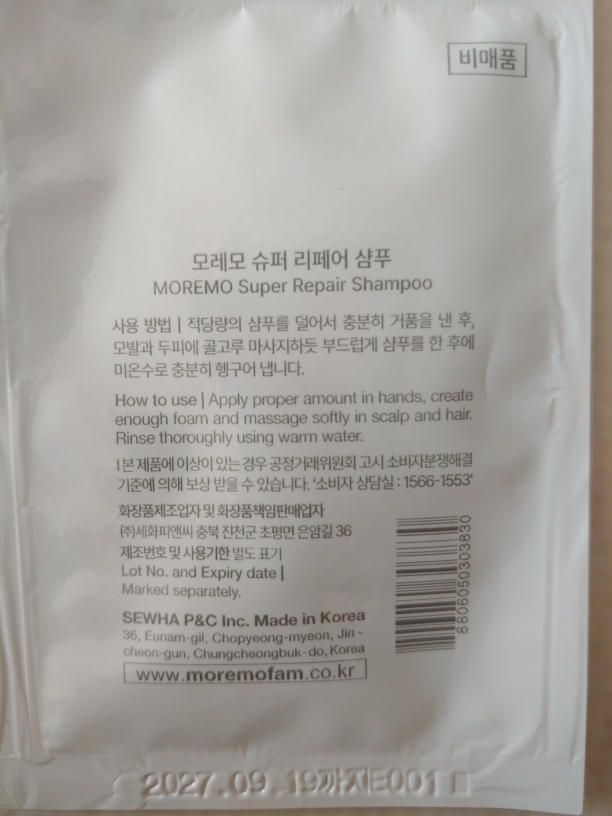 비매품
모레모 슈퍼 리페어 샴푸
MOREMO Super Repair Shampoo
사용 방법 | 적당량의 샴푸를 덜어서 충분히 거품을 낸 후,
모발과 두피에 골고루 마사지하듯 부드럽게 샴푸를 한 후에
미온수로 충분히 헹구어 냅니다.
How to use | Apply proper amount in hands, create
enough foam and massage softly in scalp and hair.
Rinse thoroughly using warm water.
| 본 제품에 이상이 있는 경우 공정거래위원회 고시 소비자분쟁해결
기준에 의해 보상 받을 수 있습니다. '소비자 상담실 : 1566-1553'
화장품제조업자 및 화장품책임판매업자
(주)세화피앤씨 충북 진천군 초평면 은암길 36
제조번호 및 사용기한 별도 표기
Lot No. and Expiry date |
Marked separately.
SEWHA P&C Inc. Made in Korea
36, Eunam-gil, Chopyeong-myeon, Jin -
cheon-gun, Chungcheongbuk-do, Korea
www.moremofam.co.kr
8806050303830
2027.09.19까지E001